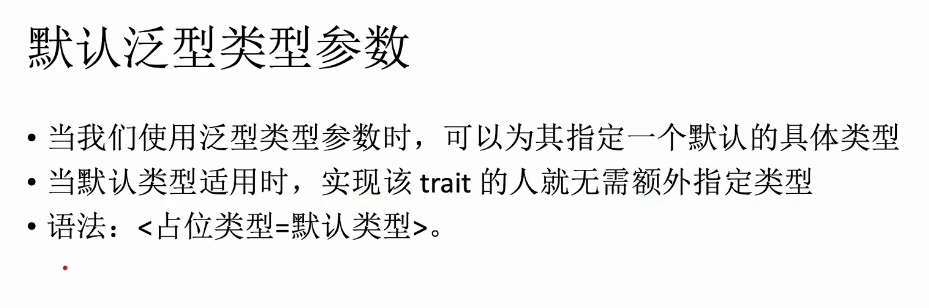 默认泛型类型参数
• 当我们使用泛型类型参数时，可以为其指定一个默认的具体类型
• 当默认类型适用时，实现该 trait 的人就无需额外指定类型
• 语法：<占位类型=默认类型>。